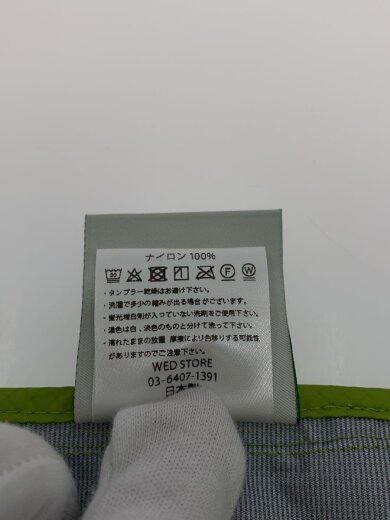 ナイロン 100%
30 F W
・タンブラー乾燥はお避け下さい。
・洗濯で多少の縮みが出る場合がございます。
・蛍光増白剤が入っていない洗剤をご使用下さい。
・濃色は白、淡色のものと分けて洗って下さい。
・濡れたままの放置 摩擦により色移りする可能性
がありますのでご注意下さい。
WED STORE
03-6407-1391
日本製